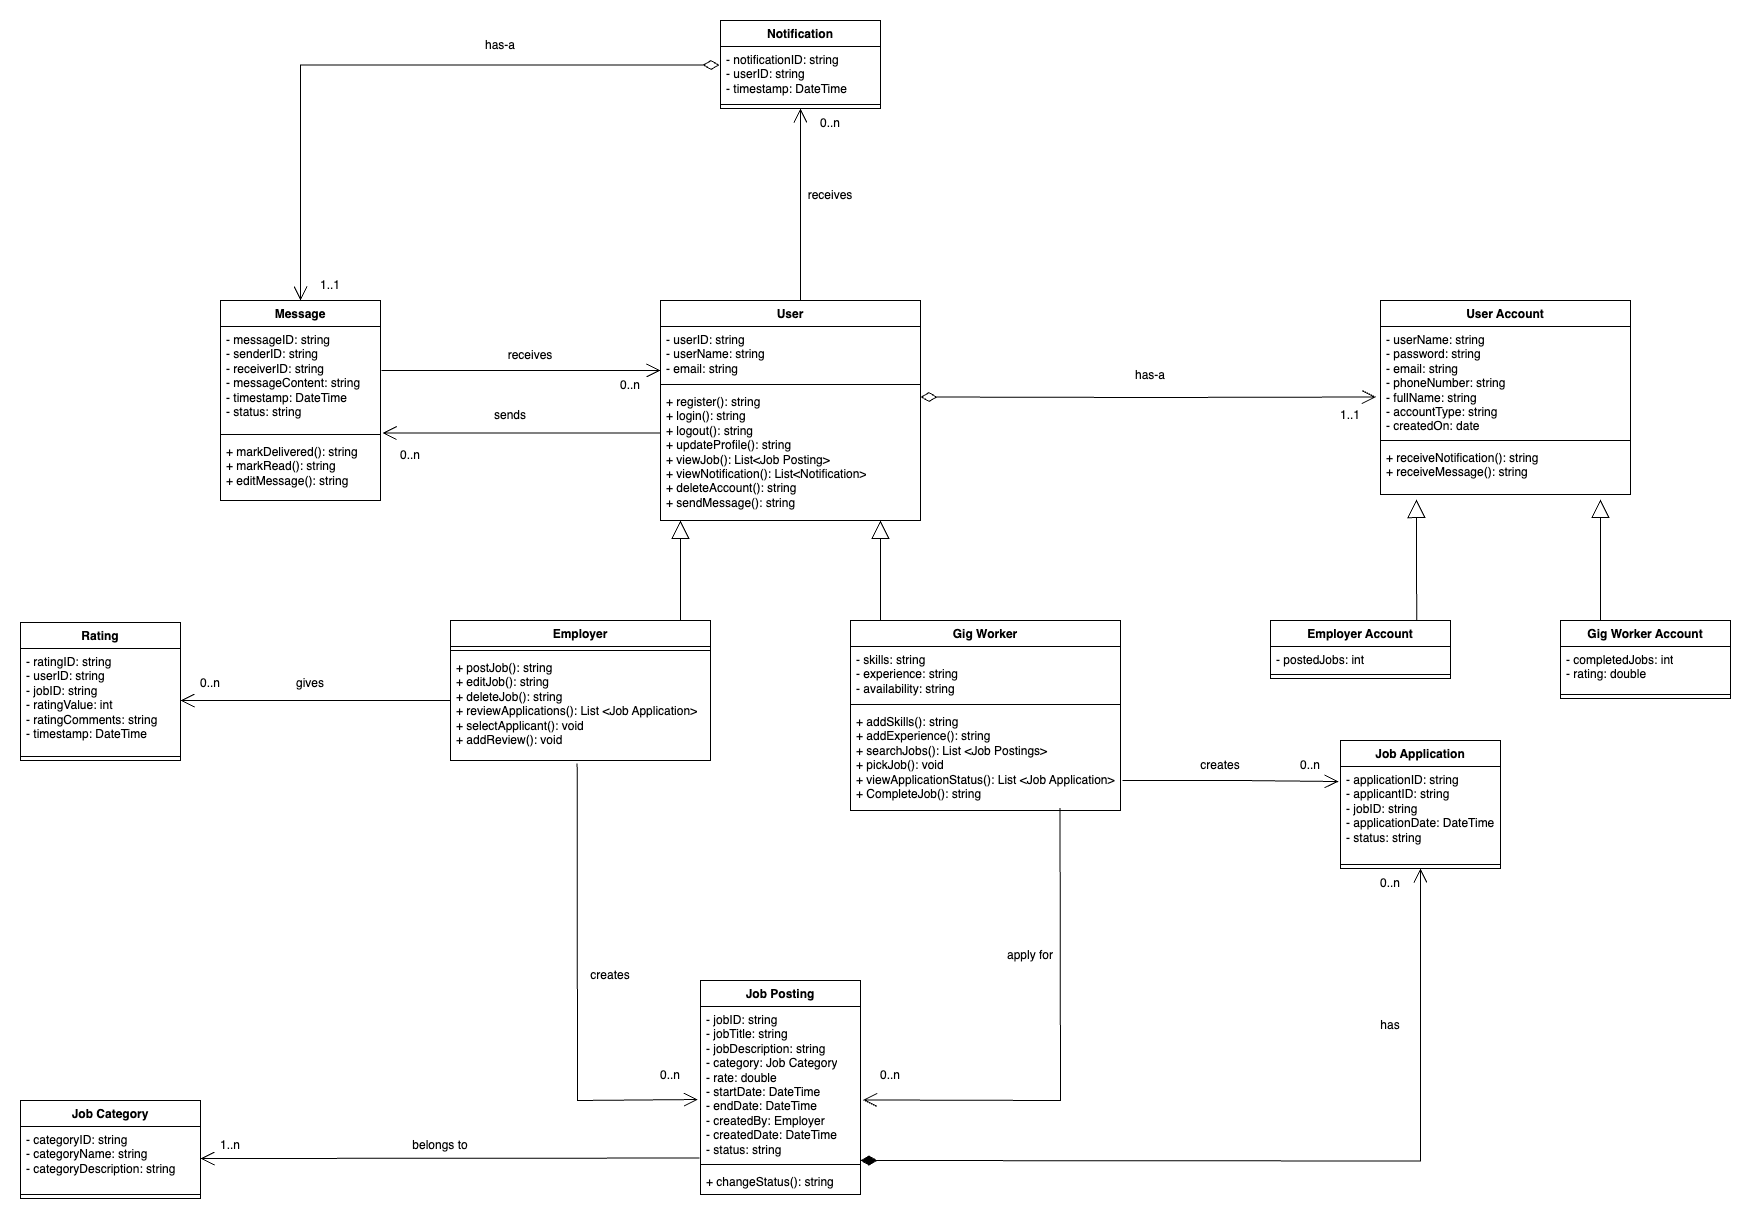 Notification
- notificationID: string
- userID: string
- timestamp: DateTime
has-a
0..n
receives
1..1
Message
- messageID: string
- senderID: string
- receiverID: string
- messageContent: string
- timestamp: DateTime
- status: string
+ markDelivered(): string
+ markRead(): string
+ editMessage(): string
receives
0..n
sends
0..n
User
- userID: string
- userName: string
- email: string
+ register(): string
+ login(): string
+ logout(): string
+ updateProfile(): string
+ viewJob(): List<Job Posting>
+ viewNotification(): List<Notification>
+ deleteAccount(): string
+ sendMessage(): string
has-a
1..1
User Account
- userName: string
- password: string
- email: string
- phoneNumber: string
- fullName: string
- accountType: string
- createdOn: date
+ receiveNotification(): string
+ receiveMessage(): string
Rating
- ratingID: string
- userID: string
- jobID: string
- ratingValue: int
- ratingComments: string
- timestamp: DateTime
0..n
gives
Employer
+ postJob(): string
+ editJob(): string
+ deleteJob(): string
+ reviewApplications(): List <Job Application>
+ selectApplicant(): void
+ addReview(): void
Gig Worker
- skills: string
- experience: string
- availability: string
+ addSkills(): string
+ addExperience(): string
+ searchJobs(): List <Job Postings>
+ pickJob(): void
+ viewApplicationStatus(): List <Job Application>
+ CompleteJob(): string
Employer Account
- postedJobs: int
Gig Worker Account
- completedJobs: int
- rating: double
creates
0..n
Job Application
- applicationID: string
- applicantID: string
- jobID: string
- applicationDate: DateTime
- status: string
0..n
apply for
creates
has
0..n
0..n
Job Posting
- jobID: string
- jobTitle: string
- jobDescription: string
- category: Job Category
- rate: double
- startDate: DateTime
- endDate: DateTime
- createdBy: Employer
- createdDate: DateTime
- status: string
+ changeStatus(): string
belongs to
1..n
Job Category
- categoryID: string
- categoryName: string
- categoryDescription: string